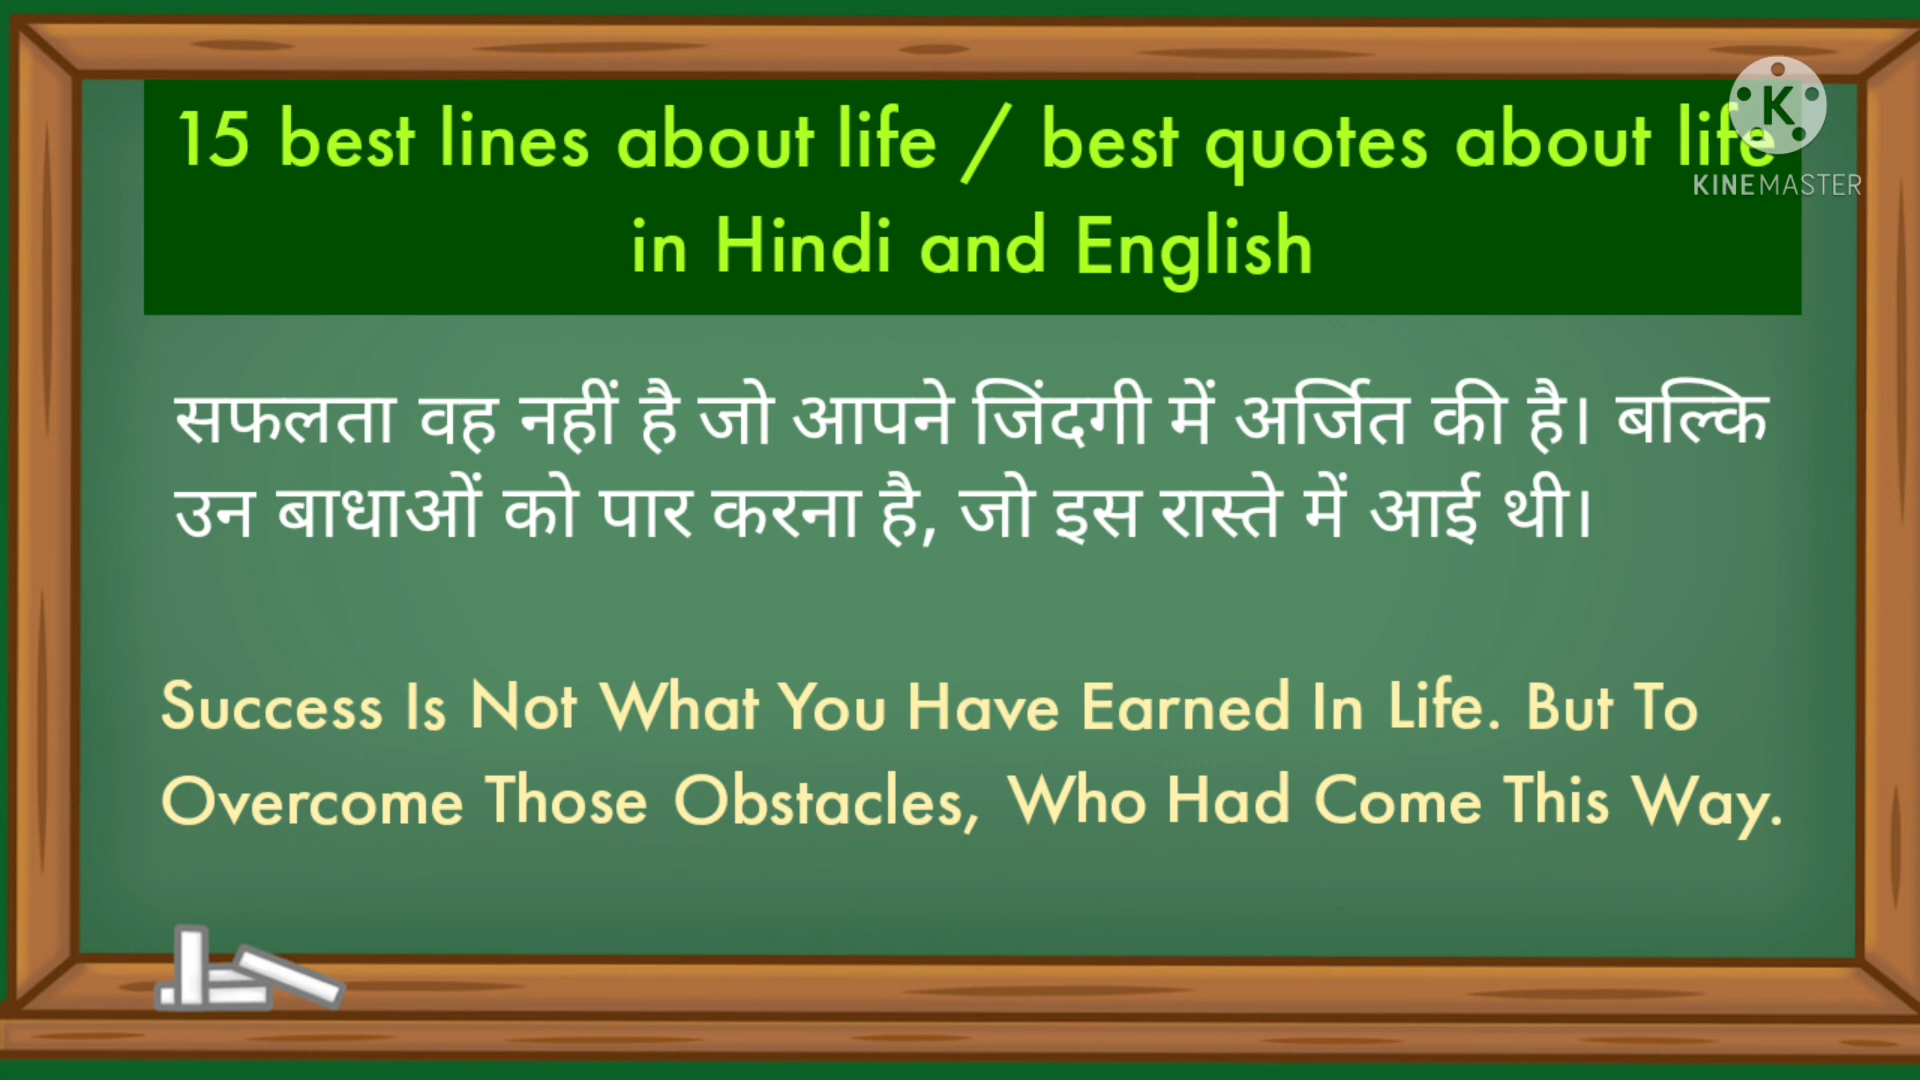 15 best lines about life / best quotes about life
in Hindi and English
KINEMASTER
सफलता वह नहीं है जो आपने जिंदगी में अर्जित की है। बल्कि
उन बाधाओं को पार करना है, जो इस रास्ते में आई थी।
Success Is Not What You Have Earned In Life. But To
Overcome Those Obstacles, Who Had Come This Way.